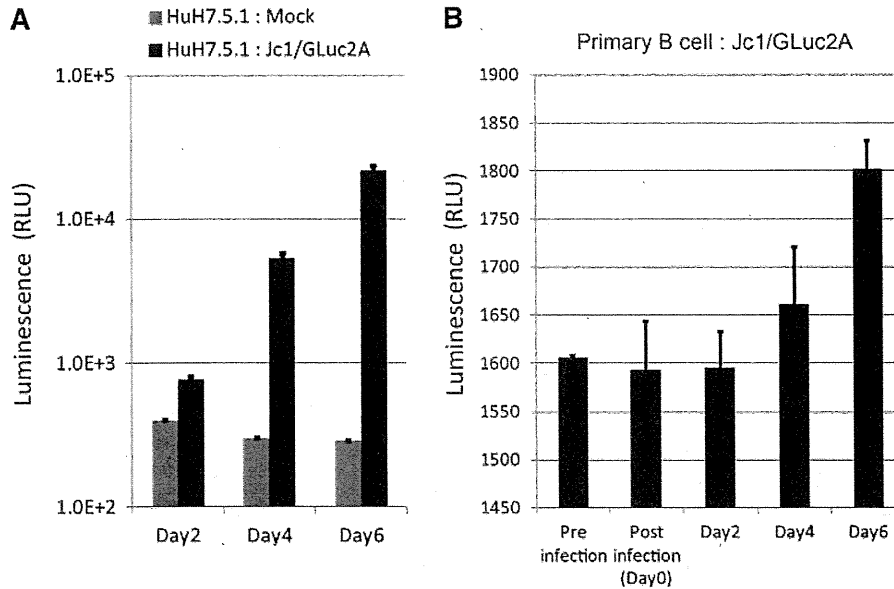 A
HuH7.5.1 : Mock
HuH7.5.1 : Jc1/GLuc2A
Luminescence (RLU)
1.0E+5
1.0E+4
1.0E+3
1.0E+2
Day2
Day4
Day6
B
Primary B cell : Jc1/GLuc2A
Luminescence (RLU)
1900
1850
1800
1750
1700
1650
1600
1550
1500
1450
Pre
infection
Post
infection
(Day0)
Day2
Day4
Day6